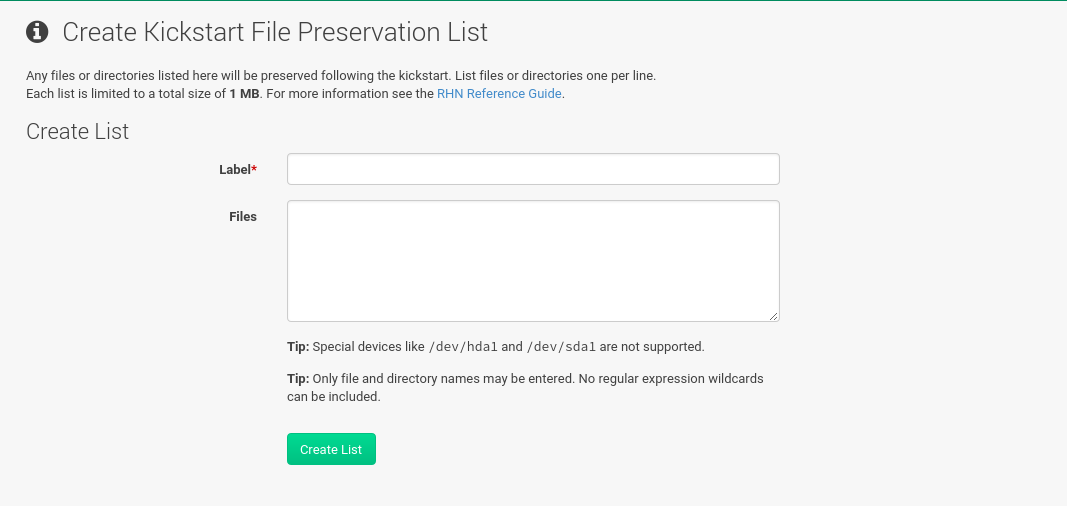 Create Kickstart File Preservation List
Any files or directories listed here will be preserved following the kickstart. List files or directories one per line.
Each list is limited to a total size of 1 MB. For more information see the RHN Reference Guide.
Create List
Label*
Files
Tip: Special devices like /dev/hda1 and /dev/sda1 are not supported.
Tip: Only file and directory names may be entered. No regular expression wildcards
can be included.
Create List